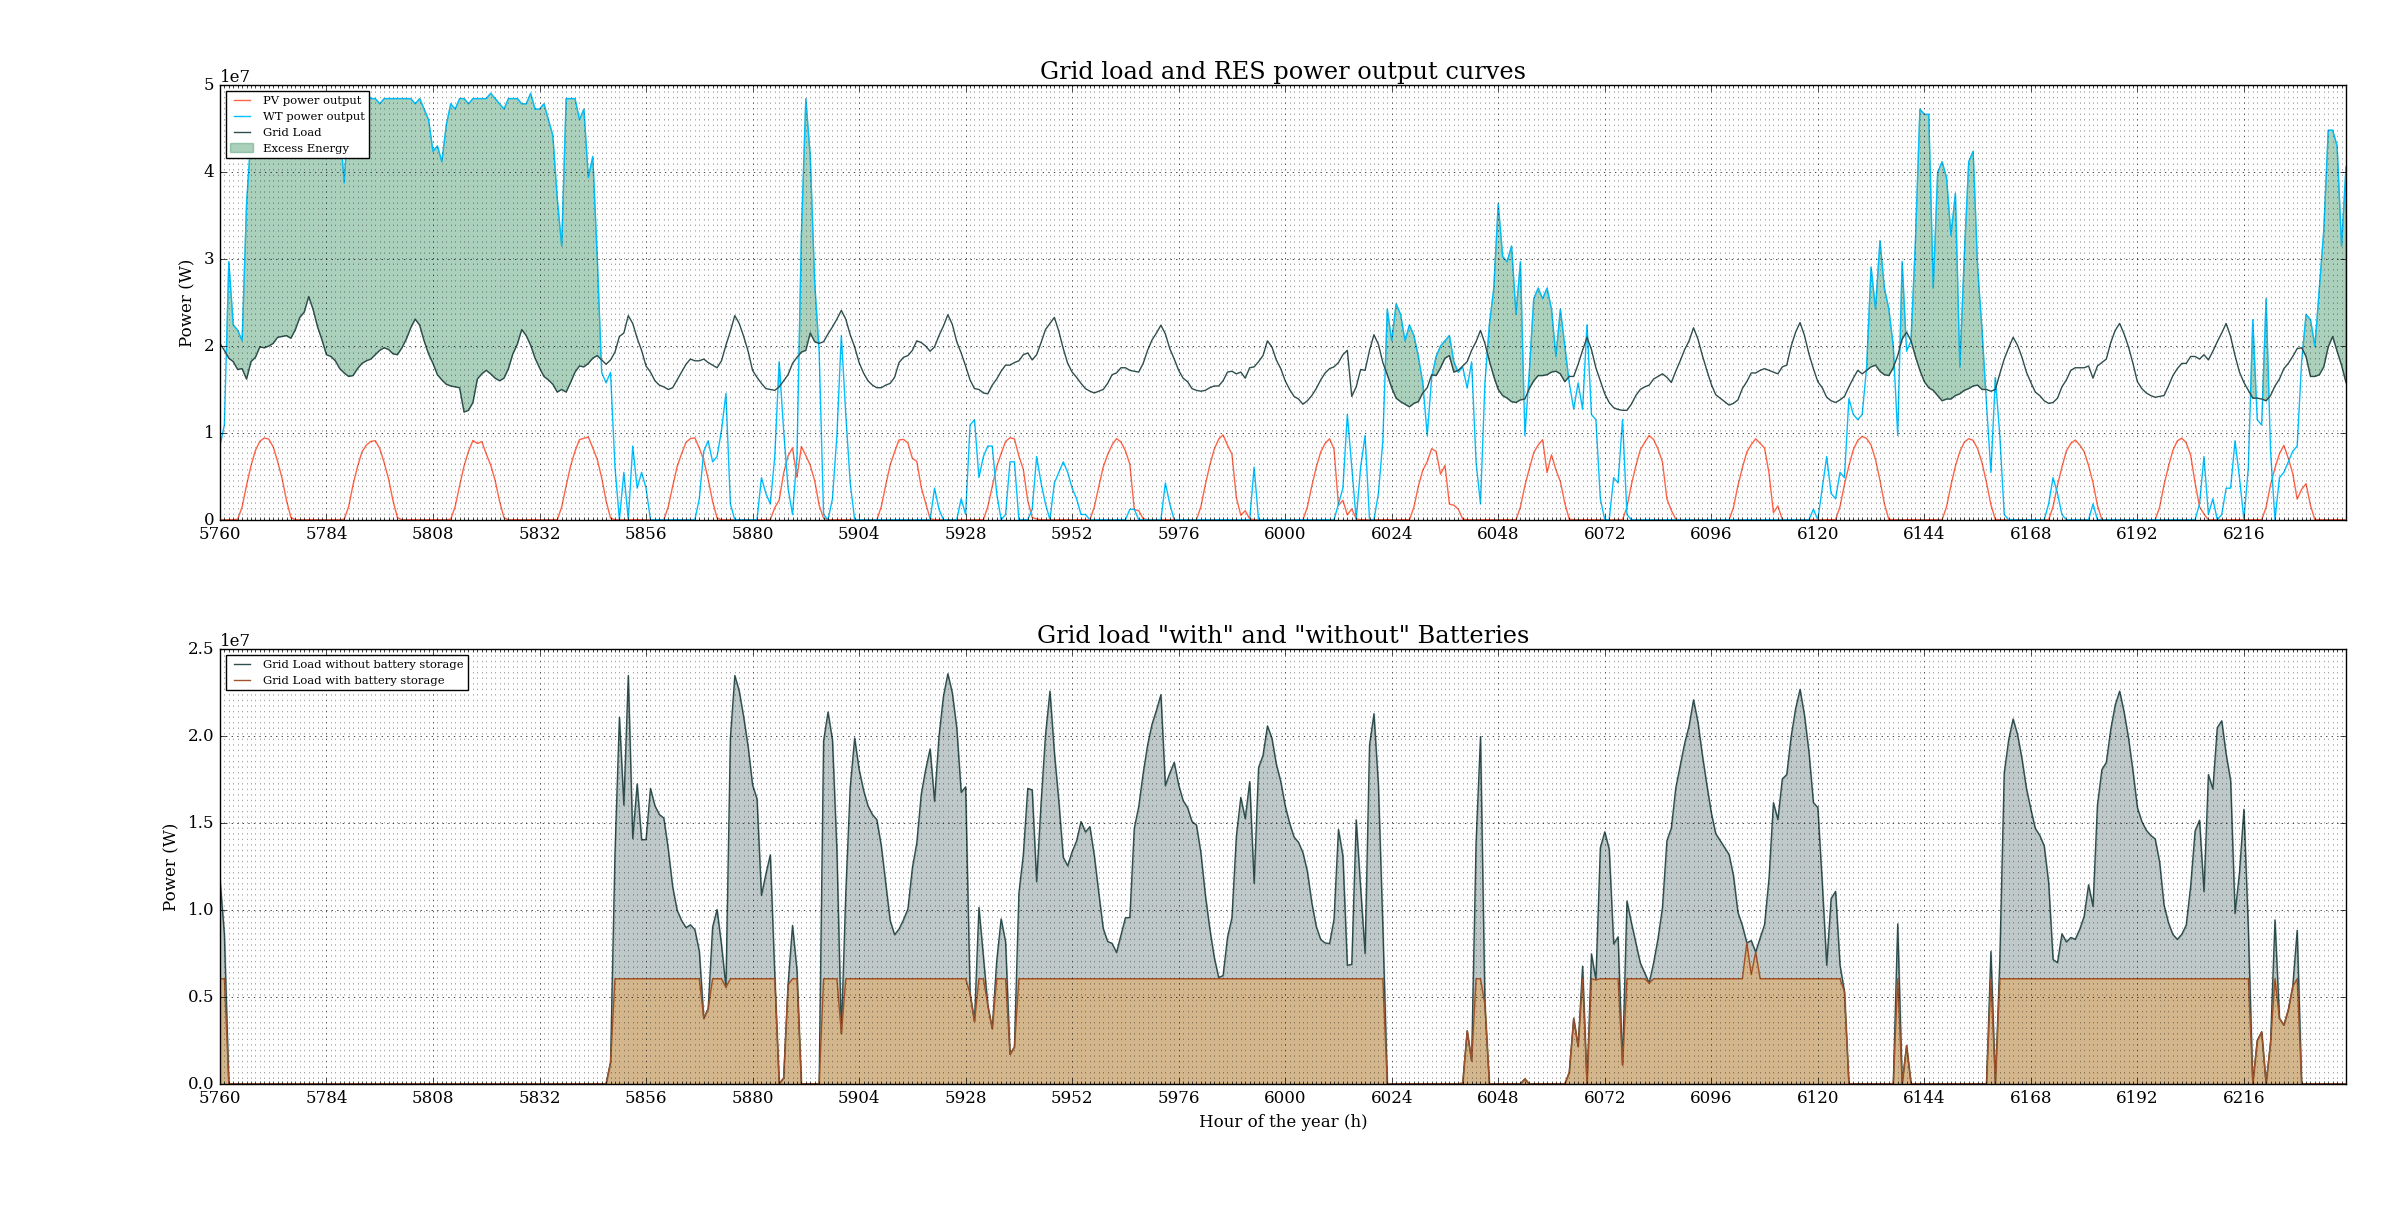 Grid load and RES power output curves
1e7
5
4
3
2
1
0
Power (W)
PV power output
WT power output
Grid Load
Excess Energy
5760 5784 5808 5832 5856 5880 5904 5928 5952 5976 6000 6024 6048 6072 6096 6120 6144 6168 6192 6216
Grid load "with" and "without" Batteries
1e7
2.5
2.0
1.5
1.0
0.5
0.0
Power (W)
Grid Load without battery storage
Grid Load with battery storage
5760 5784 5808 5832 5856 5880 5904 5928 5952 5976 6000 6024 6048 6072 6096 6120 6144 6168 6192 6216
Hour of the year (h)